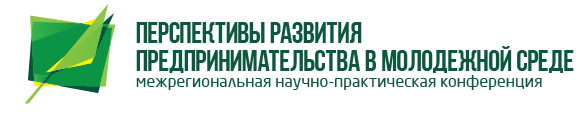 ПЕРСПЕКТИВЫ РАЗВИТИЯ
ПРЕДПРИНИМАТЕЛЬСТВА В МОЛОДЕЖНОЙ СРЕДЕ
межрегиональная научно-практическая конференция